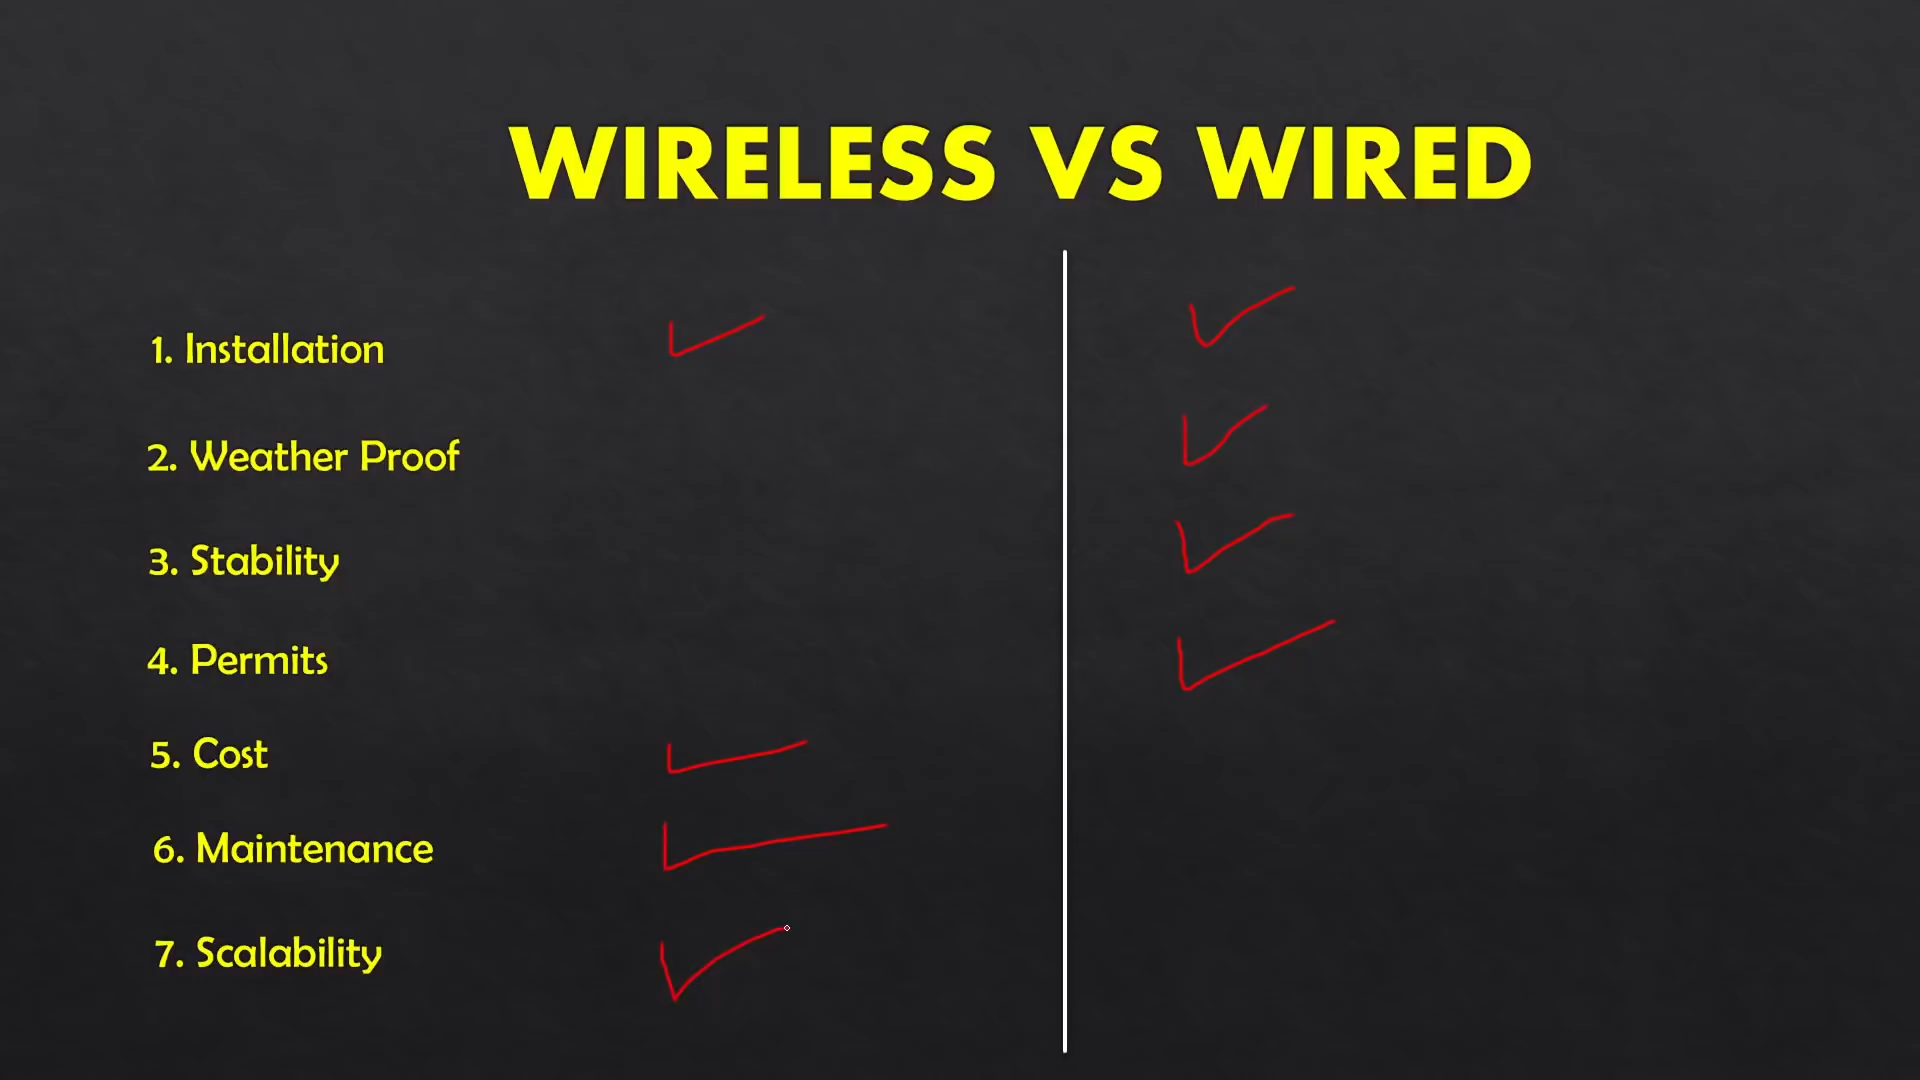 WIRELESS VS WIRED
1. Installation
2. Weather Proof
3. Stability
4. Permits
5. Cost
6. Maintenance
7. Scalability